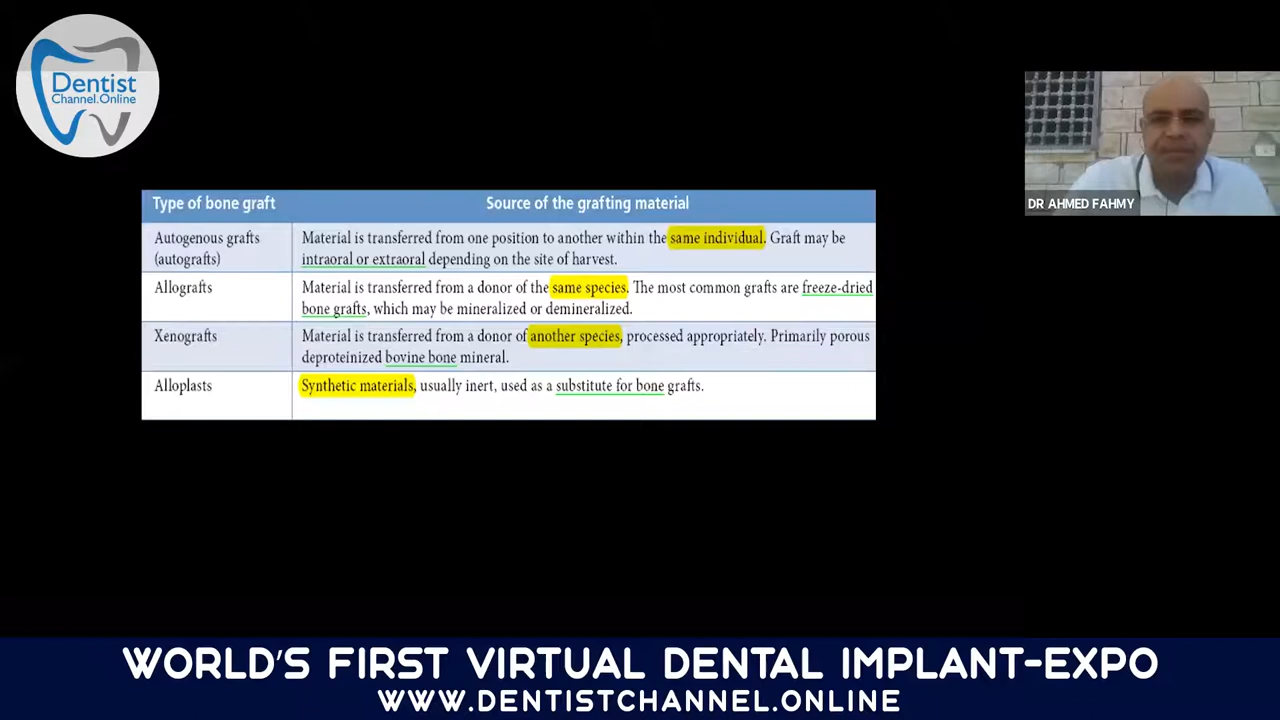 Dentist
Channel.Online
DR AHMED FAHMY
Type of bone graft
Source of the grafting material
Autogenous grafts
(autografts)
Material is transferred from one position to another within the same individual. Graft may be
intraoral or extraoral depending on the site of harvest.
Allografts
Material is transferred from a donor of the same species. The most common grafts are freeze-dried
bone grafts, which may be mineralized or demineralized.
Xenografts
Material is transferred from a donor of another species, processed appropriately. Primarily porous
deproteinized bovine bone mineral.
Alloplasts
Synthetic materials, usually inert, used as a substitute for bone grafts.
WORLD'S FIRST VIRTUAL DENTAL IMPLANT-EXPO
WWW.DENTISTCHANNEL.ONLINE